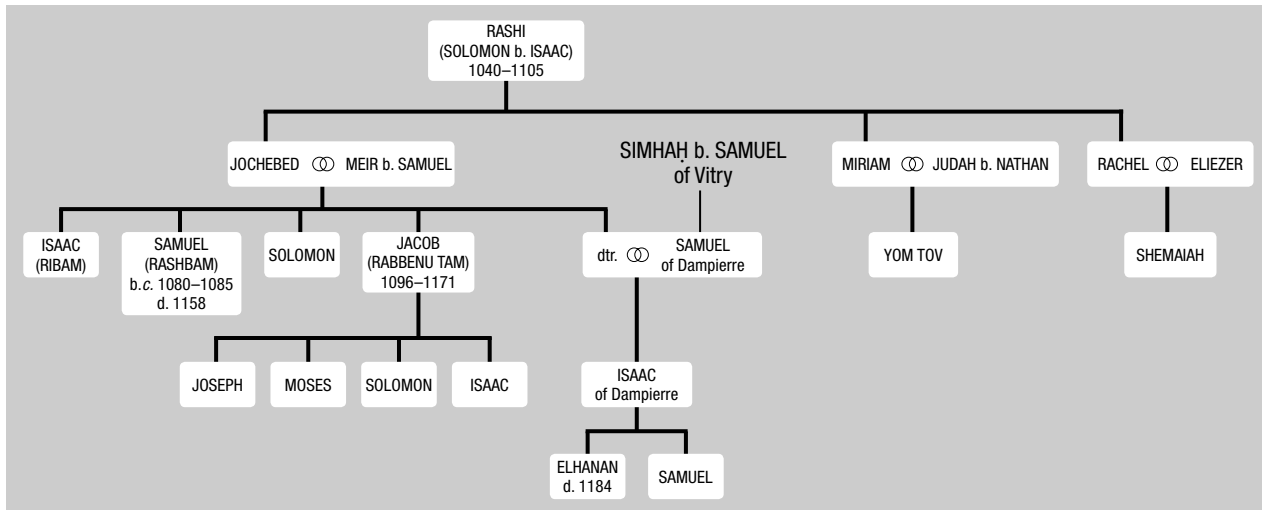 RASHI
(SOLOMON b. ISAAC)
1040–1105
JOCHEBED MEIR b. SAMUEL
SIMHAḤ b. SAMUEL
of Vitry
MIRIAM JUDAH b. NATHAN
RACHEL ELIEZER
ISAAC
(RIBAM)
SAMUEL
(RASHBAM)
b.c. 1080–1085
d. 1158
SOLOMON
JACOB
(RABBENU TAM)
1096–1171
dtr. SAMUEL
of Dampierre
YOM TOV
SHEMAIAH
JOSEPH
MOSES
SOLOMON
ISAAC
ISAAC
of Dampierre
ELHANAN
d. 1184
SAMUEL